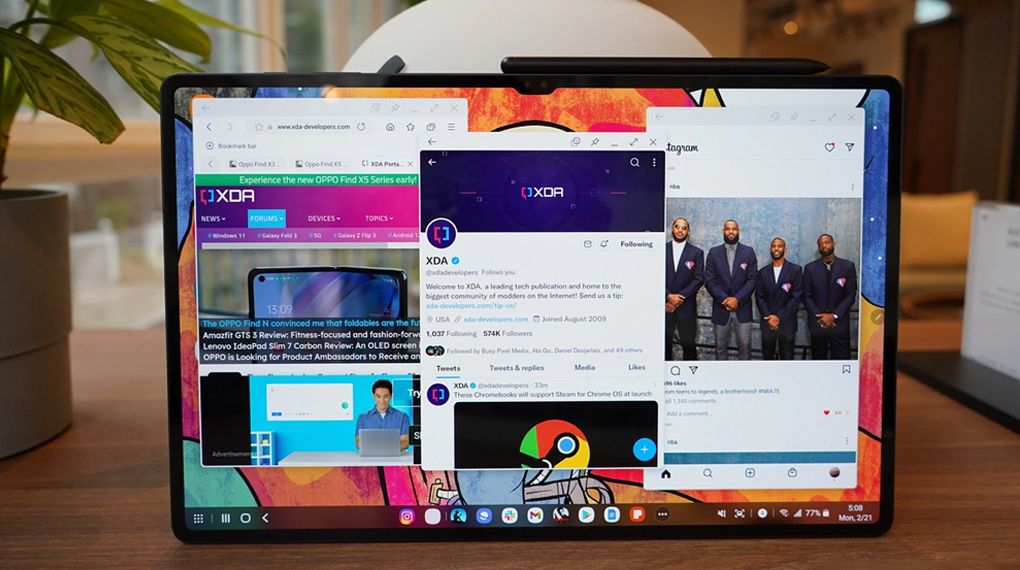 www.xda-developers.com
Bookmark bar
Oppo Find X3 ...
Oppo Find X5 ...
XDA Porta...
Experience the new OPPO Find X5 Series early!
XDA
NEWS
FORUMS
DEVICES
TOPICS
# Windows 11
# Galaxy Fold 3
# 5G
# Galaxy Z Flip 3
# Android 1
13:09
The OPPO Find N convinced me that foldables are the fu
Amazfit GTS 3 Review: Fitness-focused and fashion-forw
Lenovo IdeaPad Slim 7 Carbon Review: An OLED screen
OPPO is Looking for Product Ambassadors to Receive an
Try
Advertisement
XDA
Following
XDA
@xdadevelopers Follows you
Welcome to XDA, a leading tech publication and home to the
biggest community of modders on the Internet! Send us a tip:
xda-developers.com/tip-us/
USA xda-developers.com Joined August 2009
1,037 Following 574K Followers
Followed by Busy Pixel Media, Abi Go, Daniel Desjarlais, and 49 others
Tweets
Tweets & replies
Media
Likes
XDA @xdadevelopers · 33m
These Chromebooks will support Steam for Chrome OS at launch
stagram
nba
96 likes
rom teens to legends, a brotherhood! #NBA75
all 1,340 comments
Add a comment...
nba
77%
5:08
Mon, 2/21